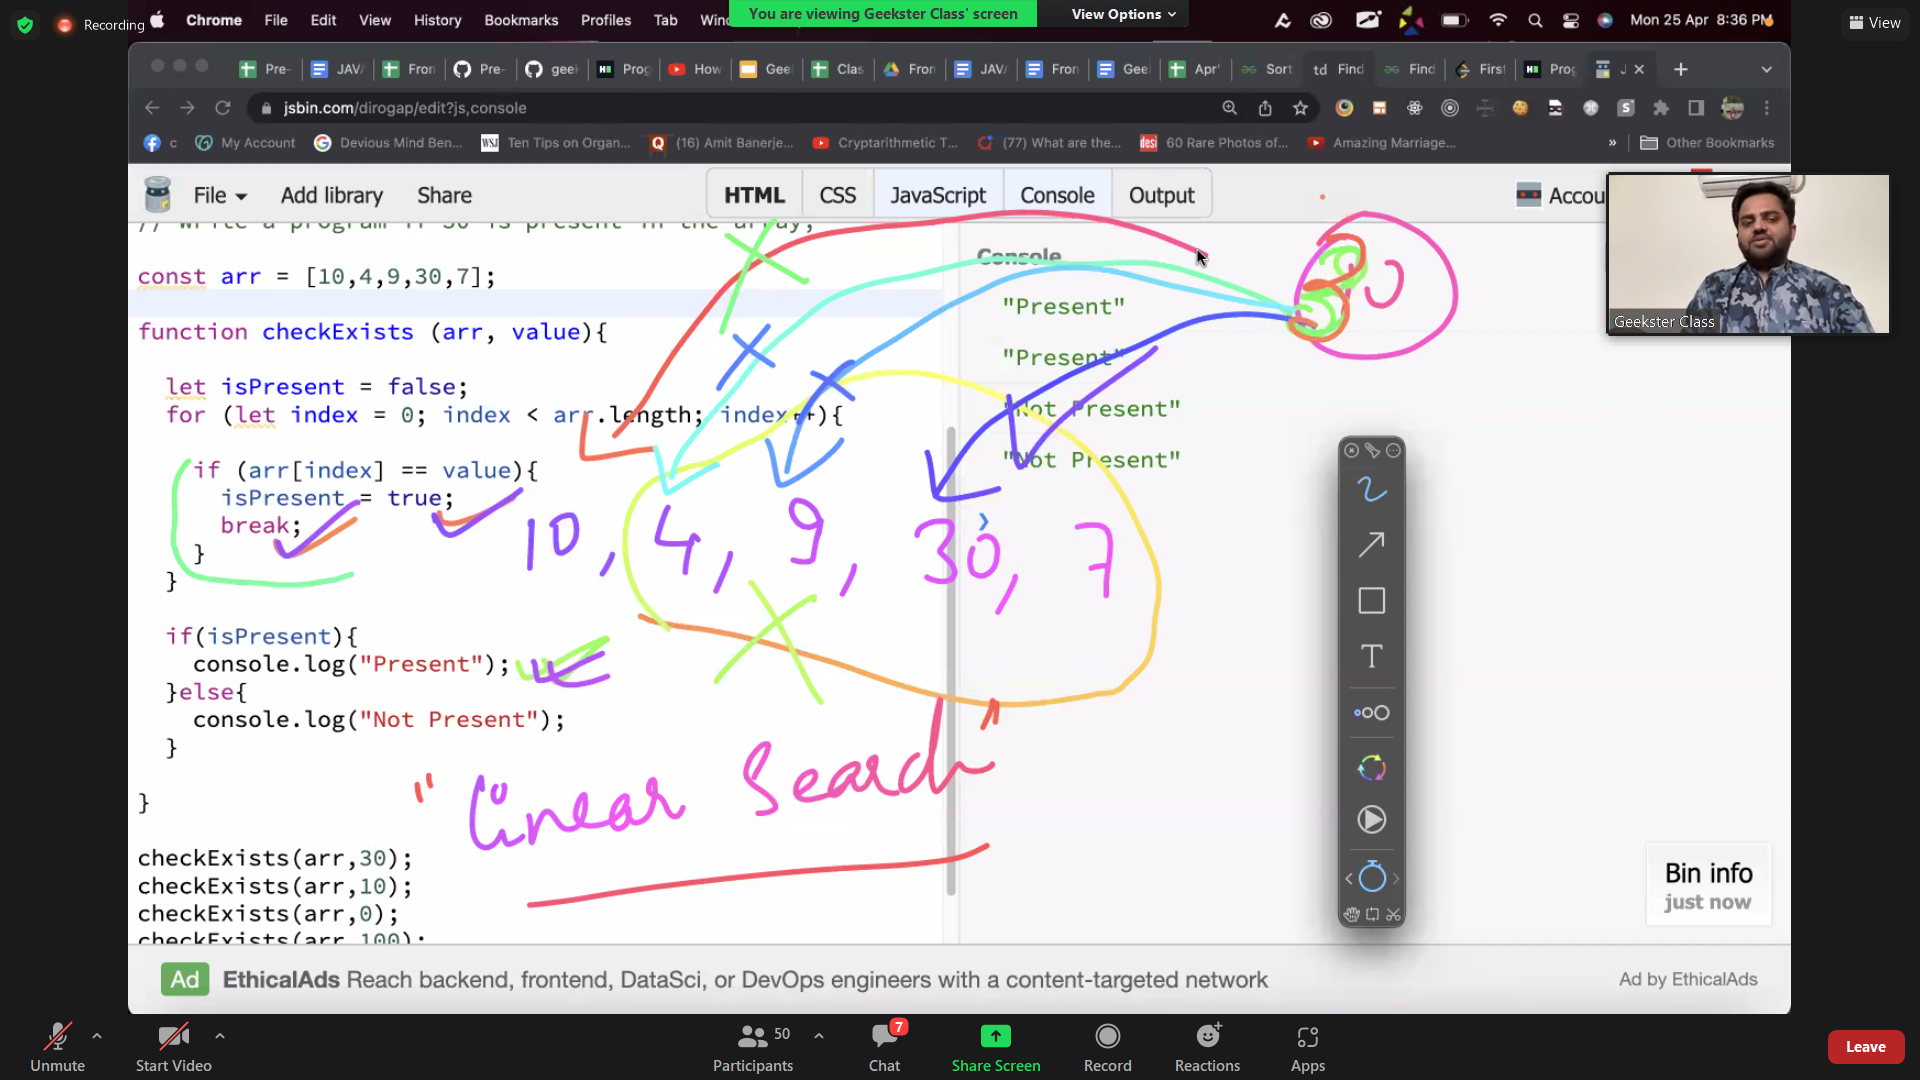 Recording
Chrome File Edit View History Bookmarks Profiles Tab
You are viewing Geekster Class' screen
View Options
Mon 25 Apr 8:36 PM
View
Pre- JAVA Fron Pre- geek Prog How Gee Clas Fron JAVA Fron Gee Apr' Sort Find Find First Prog J
jsbin.com/dirogap/edit?js,console
c My Account Devious Mind Ben... Ten Tips on Organ... (16) Amit Banerje... Cryptarithmetic T... (77) What are the... 60 Rare Photos of... Amazing Marriage... » Other Bookmarks
File Add library Share HTML CSS JavaScript Console Output Accou
// Write a program if 30 is present in the array;
const arr = [10,4,9,30,7];
function checkExists (arr, value){
let isPresent = false;
for (let index = 0; index < arr.length; index++){
if (arr[index] == value){
isPresent = true;
break;
}
}
if(isPresent){
console.log("Present");
}else{
console.log("Not Present");
}
}
checkExists(arr,30);
checkExists(arr,10);
checkExists(arr,0);
checkExists(arr,100);
Console
"Present"
"Present"
"Not Present"
"Not Present"
10, 4, 9, 30, 7
"Linear Search"
Geekster Class
T
Bin info
just now
Ad EthicalAds Reach backend, frontend, DataSci, or DevOps engineers with a content-targeted network Ad by EthicalAds
Unmute Start Video Participants 50 Chat 7 Share Screen Record Reactions Apps Leave